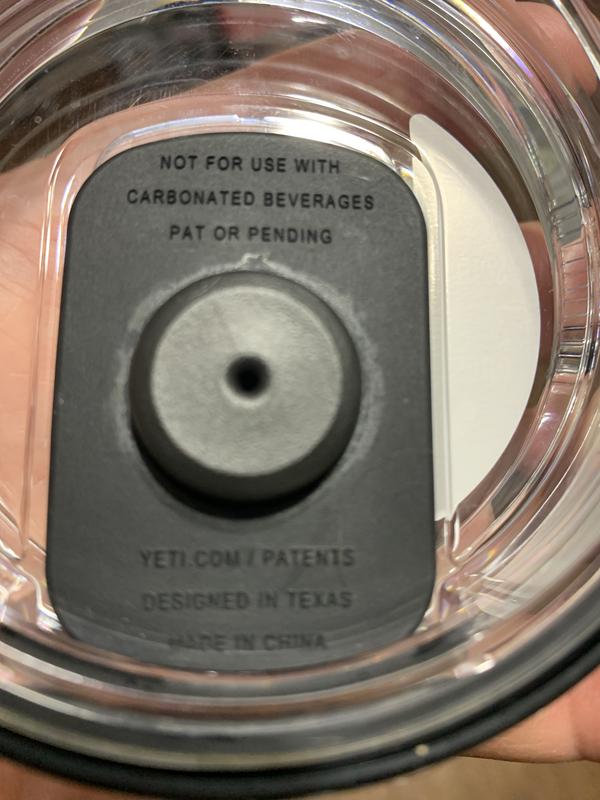 NOT FOR USE WITH
CARBONATED BEVERAGES
PAT OR PENDING
YETI.COM / PATENTS
DESIGNED IN TEXAS
MADE IN CHINA